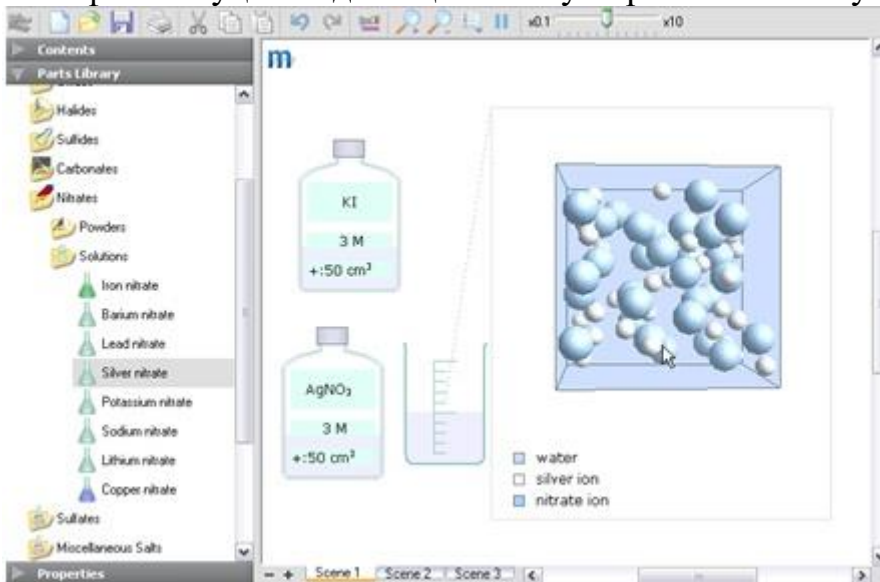 x0.1
x10
Contents
Parts Library
Halides
Sulfides
Carbonates
Nitrates
Powders
Solutions
Iron nitrate
Barium nitrate
Lead nitrate
Silver nitrate
Potassium nitrate
Sodium nitrate
Lithium nitrate
Copper nitrate
Sulfates
Miscellaneous Salts
Properties
m
KI
3 M
+:50 cm³
AgNO₃
3 M
+:50 cm³
water
silver ion
nitrate ion
Scene 1
Scene 2
Scene 3